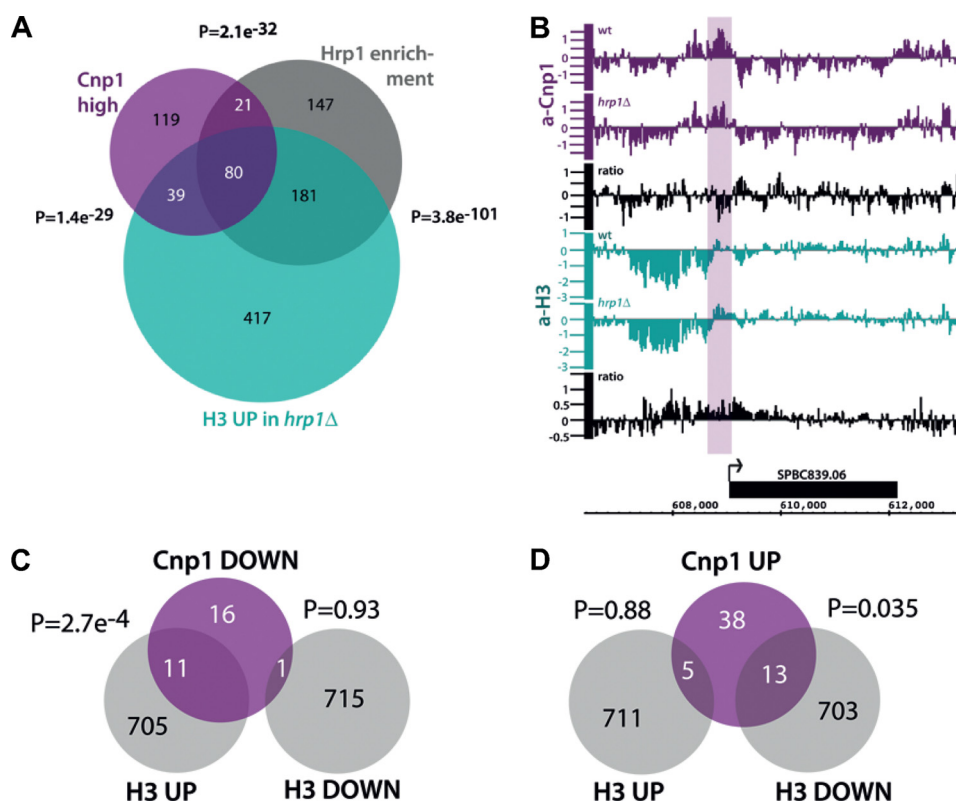 A
P=2.1e-32
Cnp1
high
Hrp1 enrich-
ment
119
21
147
39
80
181
P=1.4e-29
P=3.8e-101
417
H3 UP in hrp1Δ
B
a-Cnp1
wt
1
0
-1
hrp1Δ
1
0
-1
ratio
1
0
-1
a-H3
wt
1
0
-1
-2
-3
hrp1Δ
1
0
-1
-2
-3
ratio
1
0.5
0
-0.5
SPBC839.06
608,000
610,000
612,000
C
Cnp1 DOWN
P=2.7e-4
16
P=0.93
11
1
705
715
H3 UP
H3 DOWN
D
Cnp1 UP
P=0.88
38
P=0.035
5
13
711
703
H3 UP
H3 DOWN